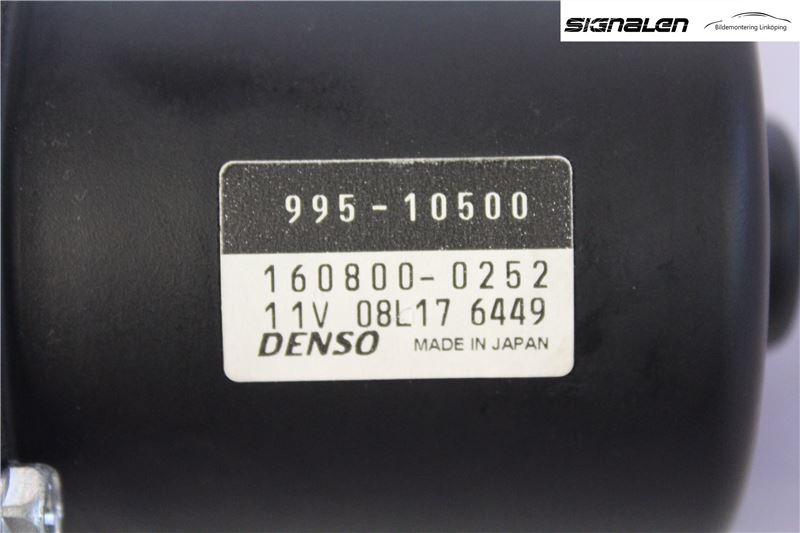 SIGNALEN
Bildemontering Linköping
995-10500
160800-0252
11V 08L17 6449
DENSO MADE IN JAPAN